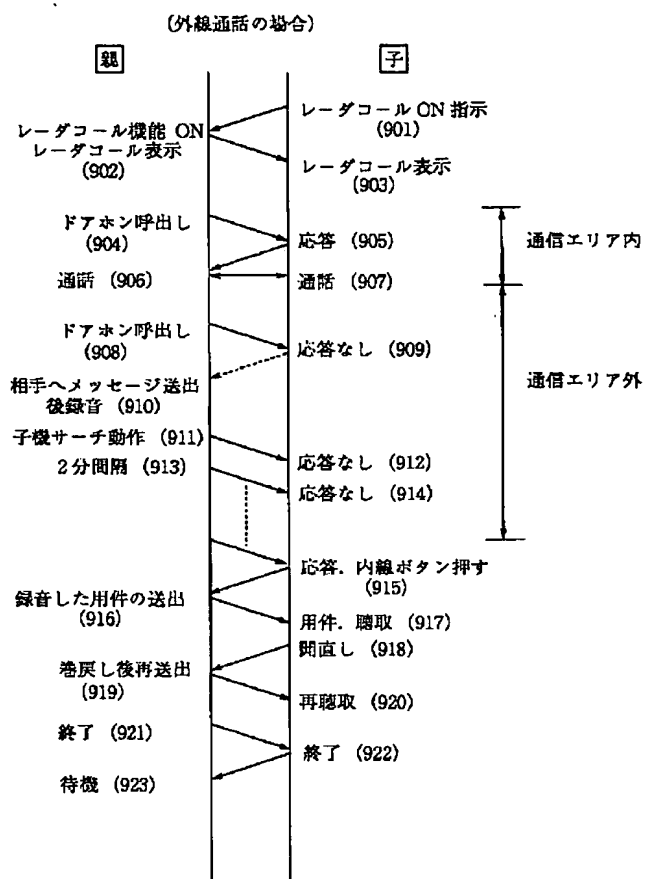 (外線通話の場合)
親
子
レーダコール ON 指示
(901)
レーダコール機能 ON
レーダコール表示
(902)
レーダコール表示
(903)
ドアホン呼出し
(904)
応答 (905)
通信エリア内
通話 (906)
通話 (907)
ドアホン呼出し
(908)
応答なし (909)
通信エリア外
相手へメッセージ送出
後録音 (910)
子機サーチ動作 (911)
応答なし (912)
2分間隔 (913)
応答なし (914)
応答. 内線ボタン押す
(915)
録音した用件の送出
(916)
用件. 聴取 (917)
聞直し (918)
巻戻し後再送出
(919)
再聴取 (920)
終了 (921)
終了 (922)
待機 (923)